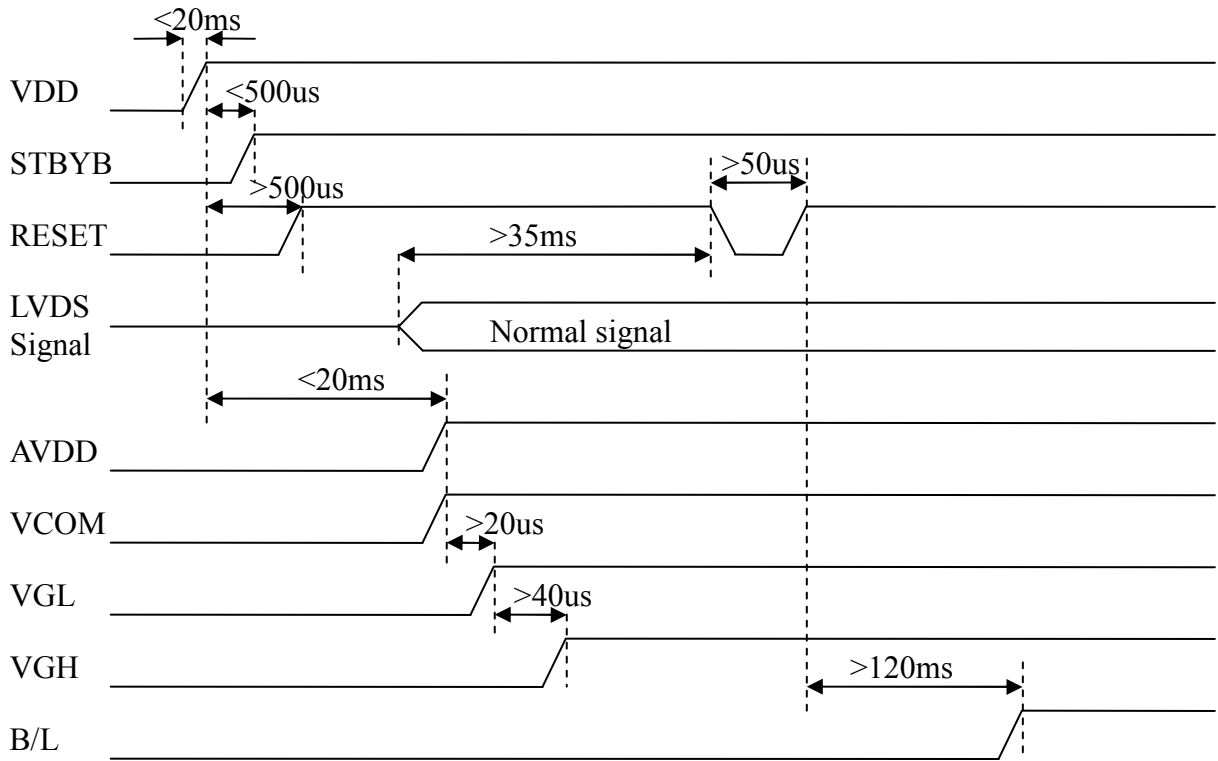 <20ms
VDD
<500us
STBYB
>500us
>50us
RESET
>35ms
LVDS
Signal
Normal signal
<20ms
AVDD
VCOM
>20us
VGL
>40us
VGH
>120ms
B/L